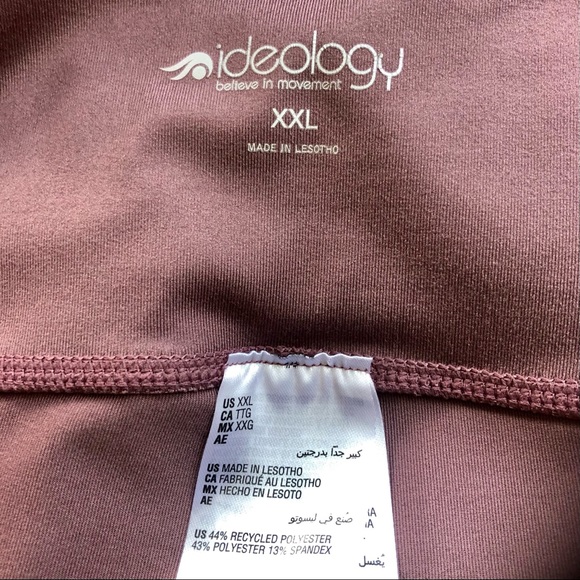 ideology
believe in movement
XXL
MADE IN LESOTHO
US XXL
CA TTG
MX XXG
AE
كبير جدًا بدرجتين
US MADE IN LESOTHO
CA FABRIQUÉ AU LESOTHO
MX HECHO EN LESOTO
AE
صُنع في ليسوتو
US 44% RECYCLED POLYESTER
43% POLYESTER 13% SPANDEX
يُغسل